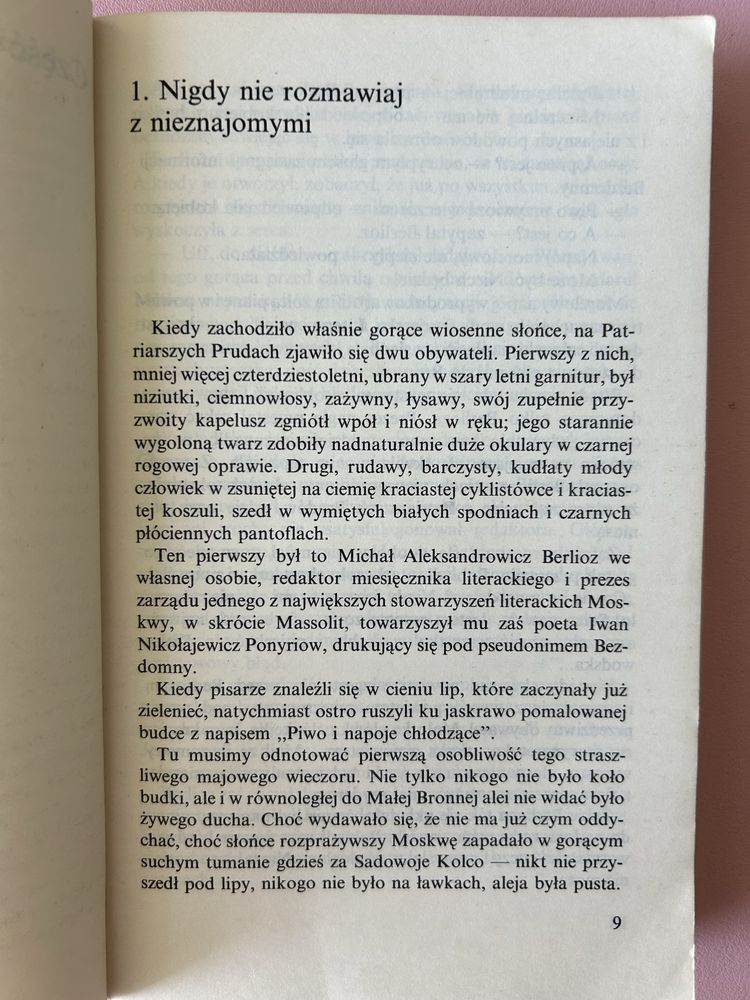 1. Nigdy nie rozmawiaj
z nieznajomymi
Kiedy zachodziło właśnie gorące wiosenne słońce, na Pat-
riarszych Prudach zjawiło się dwu obywateli. Pierwszy z nich,
mniej więcej czterdziestoletni, ubrany w szary letni garnitur, był
niziutki, ciemnowłosy, zażywny, łysawy, swój zupełnie przy-
zwoity kapelusz zgniótł wpół i niósł w ręku; jego starannie
wygoloną twarz zdobiły nadnaturalnie duże okulary w czarnej
rogowej oprawie. Drugi, rudawy, barczysty, kudłaty młody
człowiek w zsuniętej na ciemię kraciastej cyklistówce i kracias-
tej koszuli, szedł w wymiętych białych spodniach i czarnych
płóciennych pantoflach.
Ten pierwszy był to Michał Aleksandrowicz Berlioz we
własnej osobie, redaktor miesięcznika literackiego i prezes
zarządu jednego z największych stowarzyszeń literackich Mos-
kwy, w skrócie Massolit, towarzyszył mu zaś poeta Iwan
Nikołajewicz Ponyriow, drukujący się pod pseudonimem Bez-
domny.
Kiedy pisarze znaleźli się w cieniu lip, które zaczynały już
zielenieć, natychmiast ostro ruszyli ku jaskrawo pomalowanej
budce z napisem ,,Piwo i napoje chłodzące”.
Tu musimy odnotować pierwszą osobliwość tego strasz-
liwego majowego wieczoru. Nie tylko nikogo nie było koło
budki, ale i w równoległej do Małej Bronnej alei nie widać było
żywego ducha. Choć wydawało się, że nie ma już czym oddy-
chać, choć słońce rozprażywszy Moskwę zapadało w gorącym
suchym tumanie gdzieś za Sadowoje Kolco — nikt nie przy-
szedł pod lipy, nikogo nie było na ławkach, aleja była pusta.
9